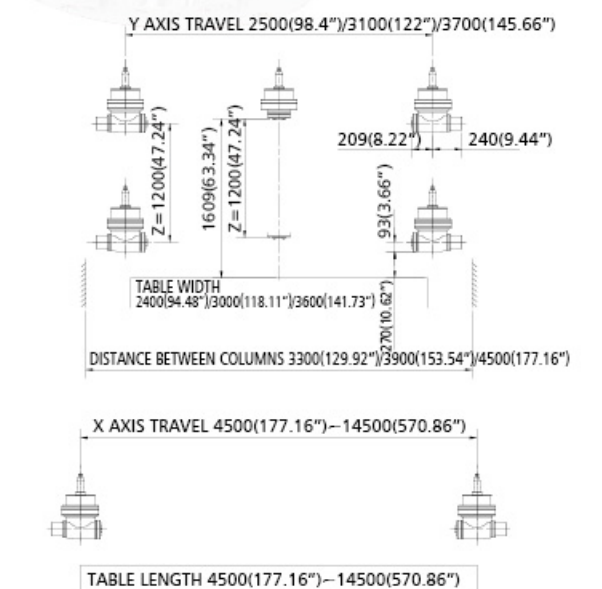 Y AXIS TRAVEL 2500(98.4")/3100(122")/3700(145.66")
Z=1200(47.24")
1609(63.34")
Z=1200(47.24")
209(8.22")
240(9.44")
93(3.66")
270(10.62")
TABLE WIDTH
2400(94.48")/3000(118.11")/3600(141.73")
DISTANCE BETWEEN COLUMNS 3300(129.92")/3900(153.54")/4500(177.16")
X AXIS TRAVEL 4500(177.16")~14500(570.86")
TABLE LENGTH 4500(177.16")~14500(570.86")